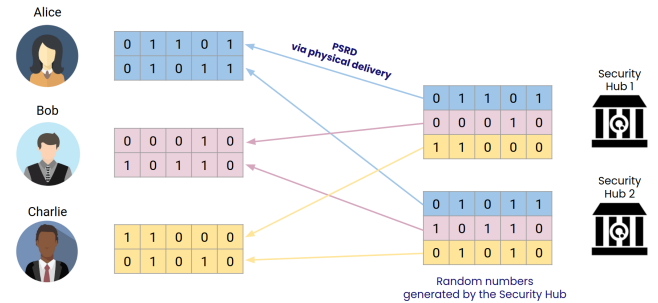 Alice
0 1 1 0 1
0 1 0 1 1
PSRD
via physical delivery
0 1 1 0 1
0 0 0 1 0
1 1 0 0 0
Security
Hub 1
Bob
0 0 0 1 0
1 0 1 1 0
Charlie
1 1 0 0 0
0 1 0 1 0
0 1 0 1 1
1 0 1 1 0
0 1 0 1 0
Security
Hub 2
Random numbers
generated by the Security Hub